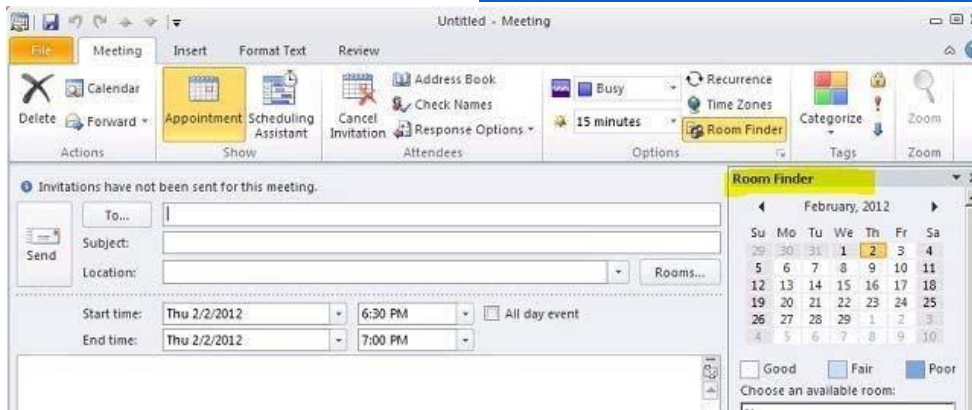 Untitled - Meeting
File Meeting Insert Format Text Review
Delete
Calendar
Forward
Actions
Appointment
Scheduling Assistant
Show
Cancel Invitation
Address Book
Check Names
Response Options
Attendees
Busy
15 minutes
Recurrence
Time Zones
Room Finder
Options
Categorize
Tags
Zoom
Zoom
Invitations have not been sent for this meeting.
Send
To...
Subject:
Location:
Rooms...
Start time: Thu 2/2/2012 6:30 PM All day event
End time: Thu 2/2/2012 7:00 PM
Room Finder
February, 2012
Su Mo Tu We Th Fr Sa
29 30 31 1 2 3 4
5 6 7 8 9 10 11
12 13 14 15 16 17 18
19 20 21 22 23 24 25
26 27 28 29 1 2 3
4 5 6 7 8 9 10
Good Fair Poor
Choose an available room: